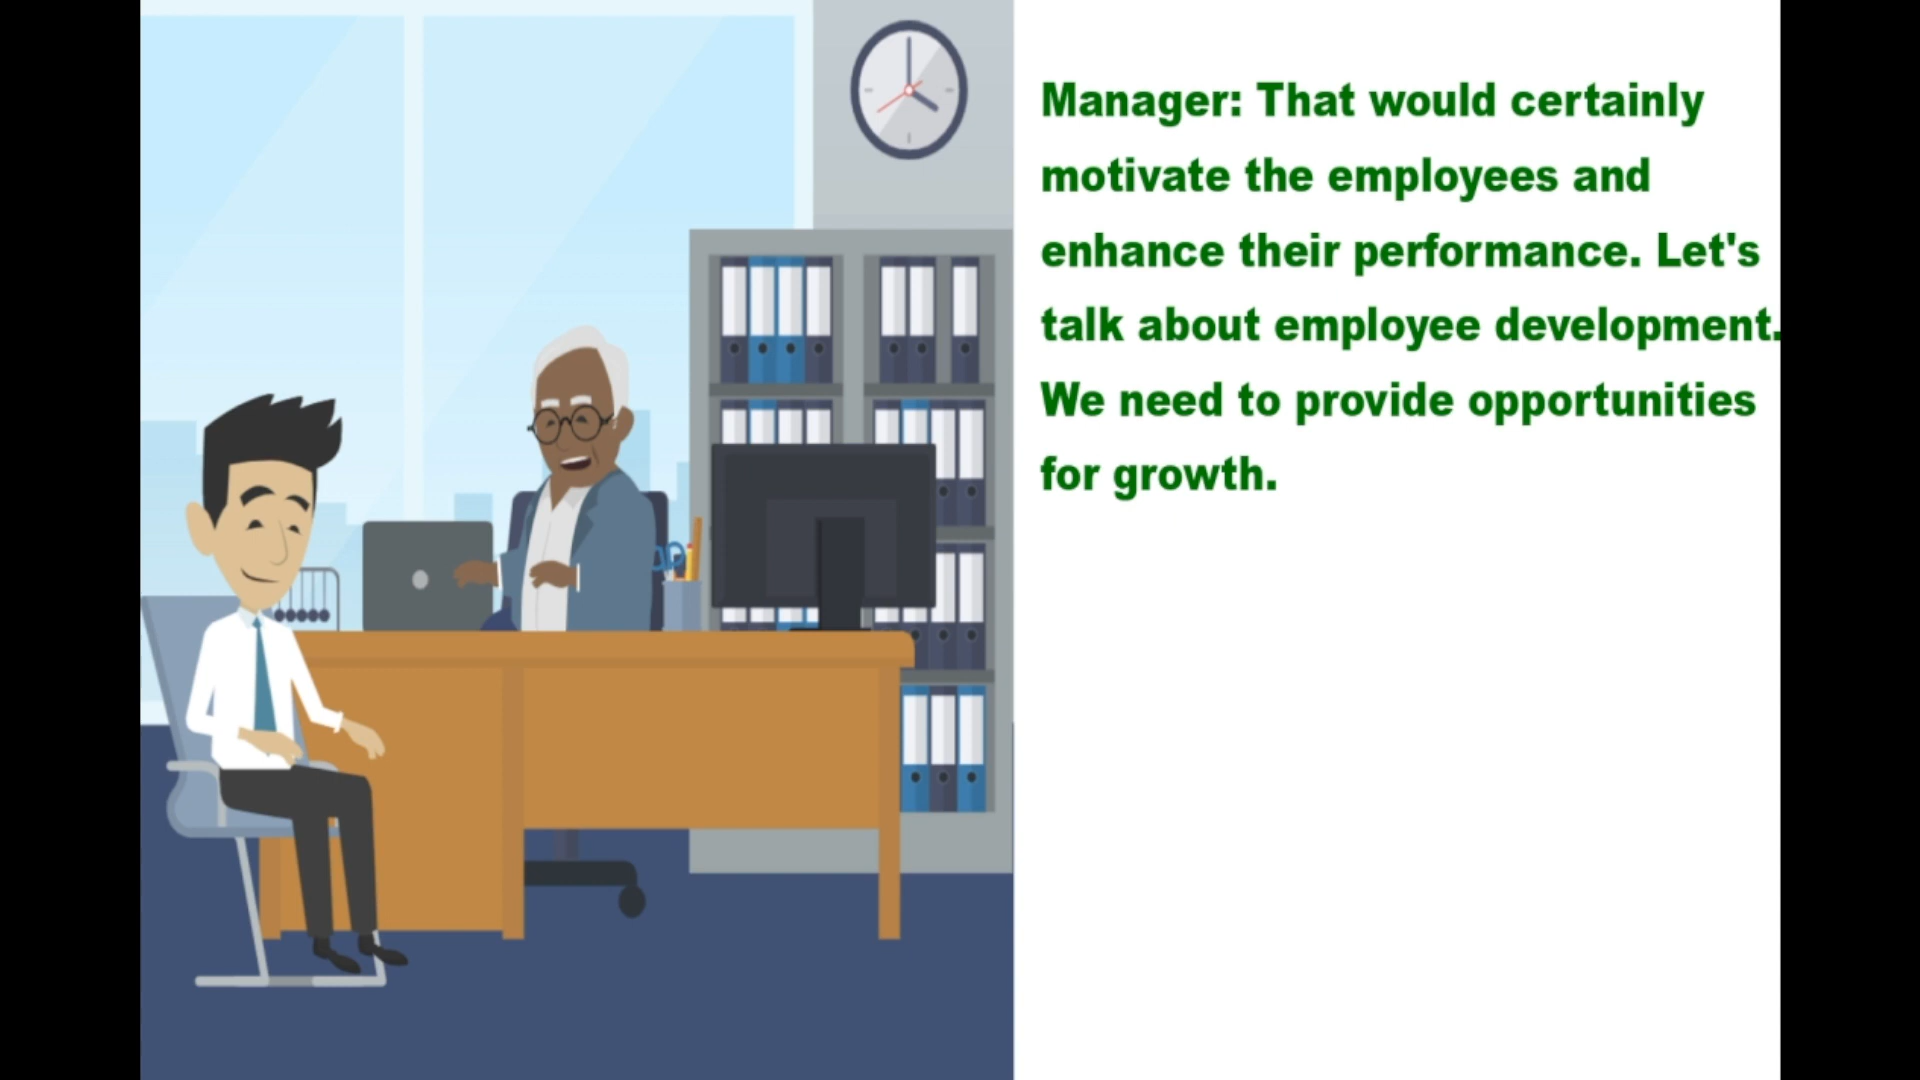 Manager: That would certainly
motivate the employees and
enhance their performance. Let's
talk about employee development.
We need to provide opportunities
for growth.